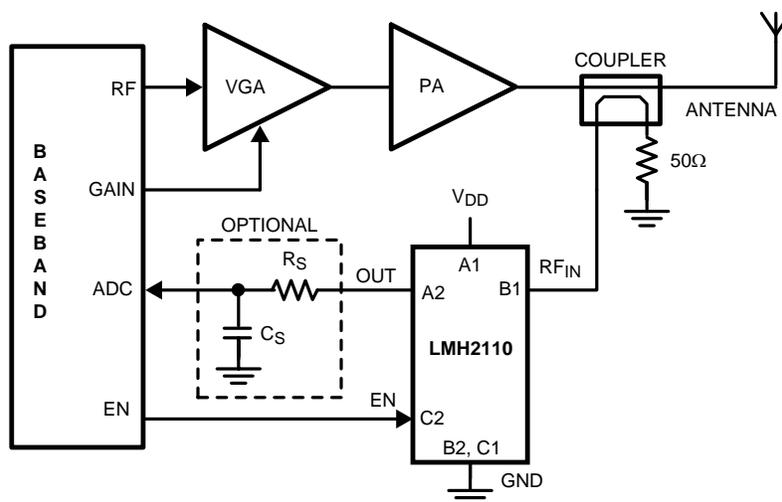 RF
VGA
PA
COUPLER
ANTENNA
50Ω
BASEBAND
GAIN
OPTIONAL
RS
OUT
ADC
CS
VDD
A1
RFIN
A2
B1
LMH2110
EN
EN
C2
B2, C1
GND